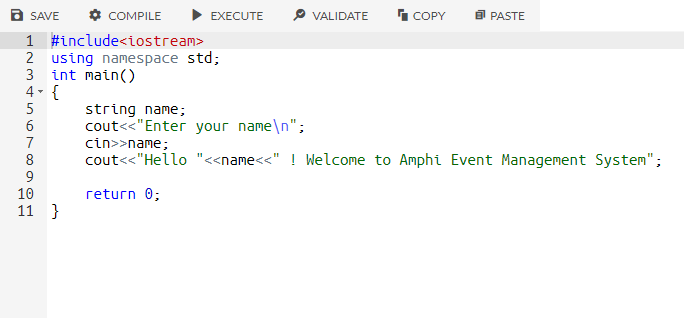 SAVE COMPILE EXECUTE VALIDATE COPY PASTE
1 #include<iostream>
2 using namespace std;
3 int main()
4 {
5     string name;
6     cout<<"Enter your name\n";
7     cin>>name;
8     cout<<"Hello "<<name<<" ! Welcome to Amphi Event Management System";
9
10     return 0;
11 }